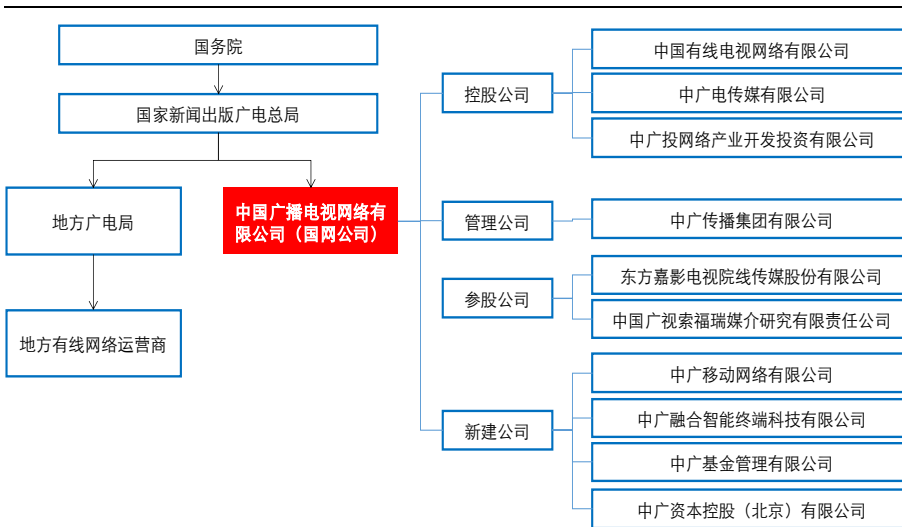 国务院
国家新闻出版广电总局
地方广电局
中国广播电视网络有
限公司（国网公司）
地方有线网络运营商
控股公司
中国有线电视网络有限公司
中广电传媒有限公司
中广投网络产业开发投资有限公司
管理公司
中广传播集团有限公司
参股公司
东方嘉影电视院线传媒股份有限公司
中国广视索福瑞媒介研究有限责任公司
新建公司
中广移动网络有限公司
中广融合智能终端科技有限公司
中广基金管理有限公司
中广资本控股（北京）有限公司